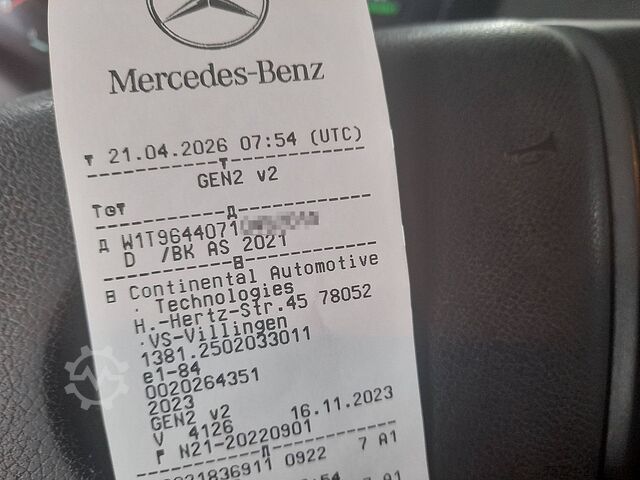 Mercedes-Benz
▼ 21.04.2026 07:54 (UTC)
GEN2 v2
д W1T9644071
D /BK AS 2021
B Continental Automotive
. Technologies
H.-Hertz-Str.45 78052
.VS-Villingen
1381.2502033011
e1-84
0020264351
2023
GEN2 v2
V 4126 16.11.2023
N21-20220901
0922 7 A1